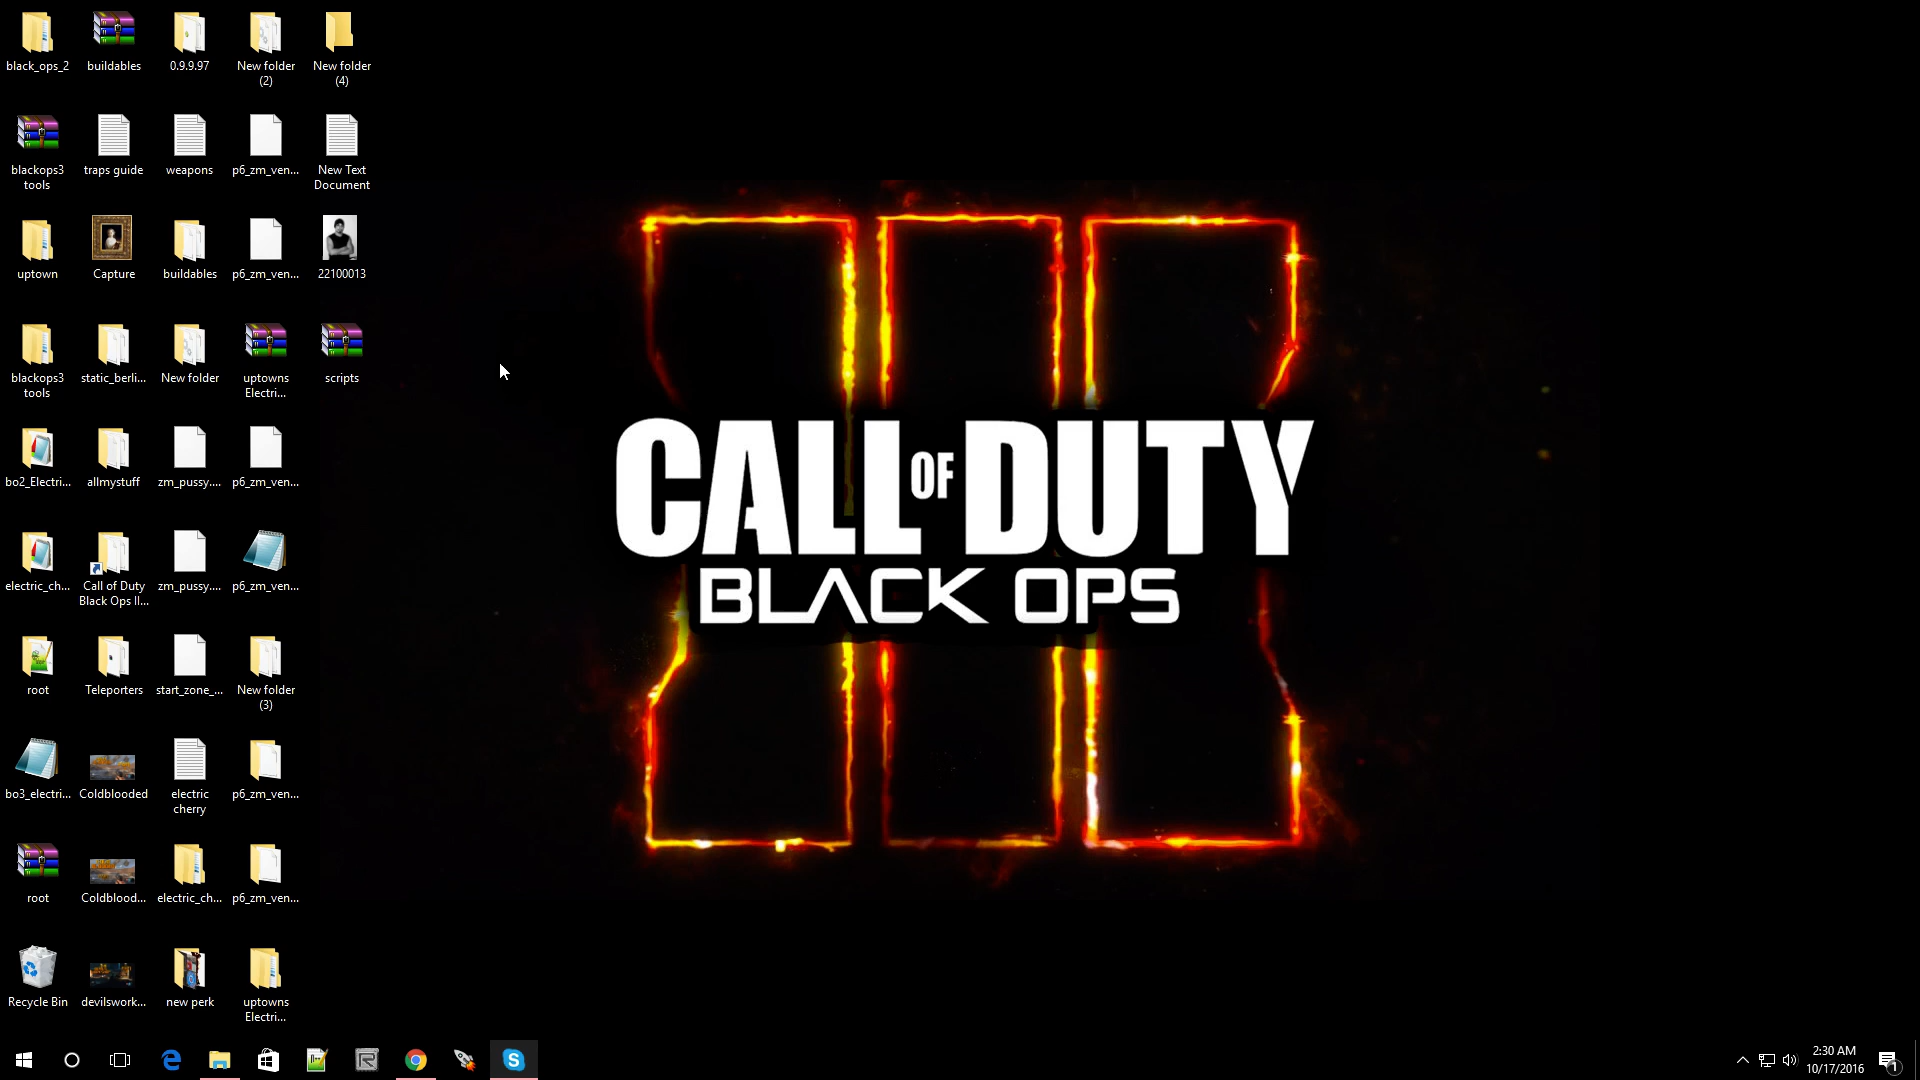 black_ops_2
buildables
0.9.9.97
New folder
(2)
New folder
(4)
blackops3
tools
traps guide
weapons
p6_zm_ven...
New Text
Document
uptown
Capture
buildables
p6_zm_ven...
22100013
blackops3
tools
static_berli...
New folder
uptowns
Electri...
scripts
bo2_Electri...
allmystuff
zm_pussy....
p6_zm_ven...
electric_ch...
Call of Duty
Black Ops II...
zm_pussy....
p6_zm_ven...
root
Teleporters
start_zone_...
New folder
(3)
bo3_electri...
Coldblooded
electric
cherry
p6_zm_ven...
root
Coldblood...
electric_ch...
p6_zm_ven...
Recycle Bin
devilswork...
new perk
uptowns
Electri...
CALL OF DUTY
BLACK OPS
2:30 AM
10/17/2016
1